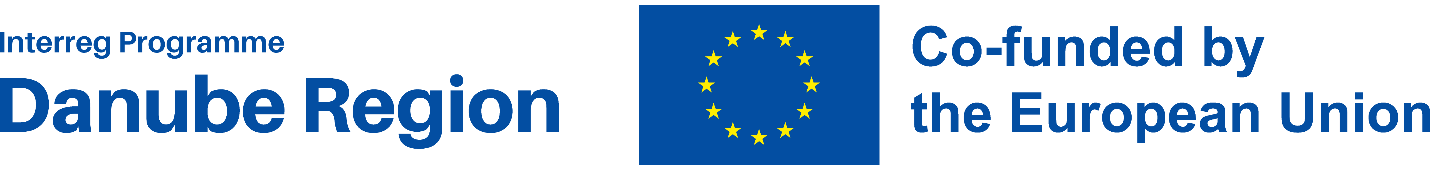 Interreg Programme
Danube Region
Co-funded by
the European Union